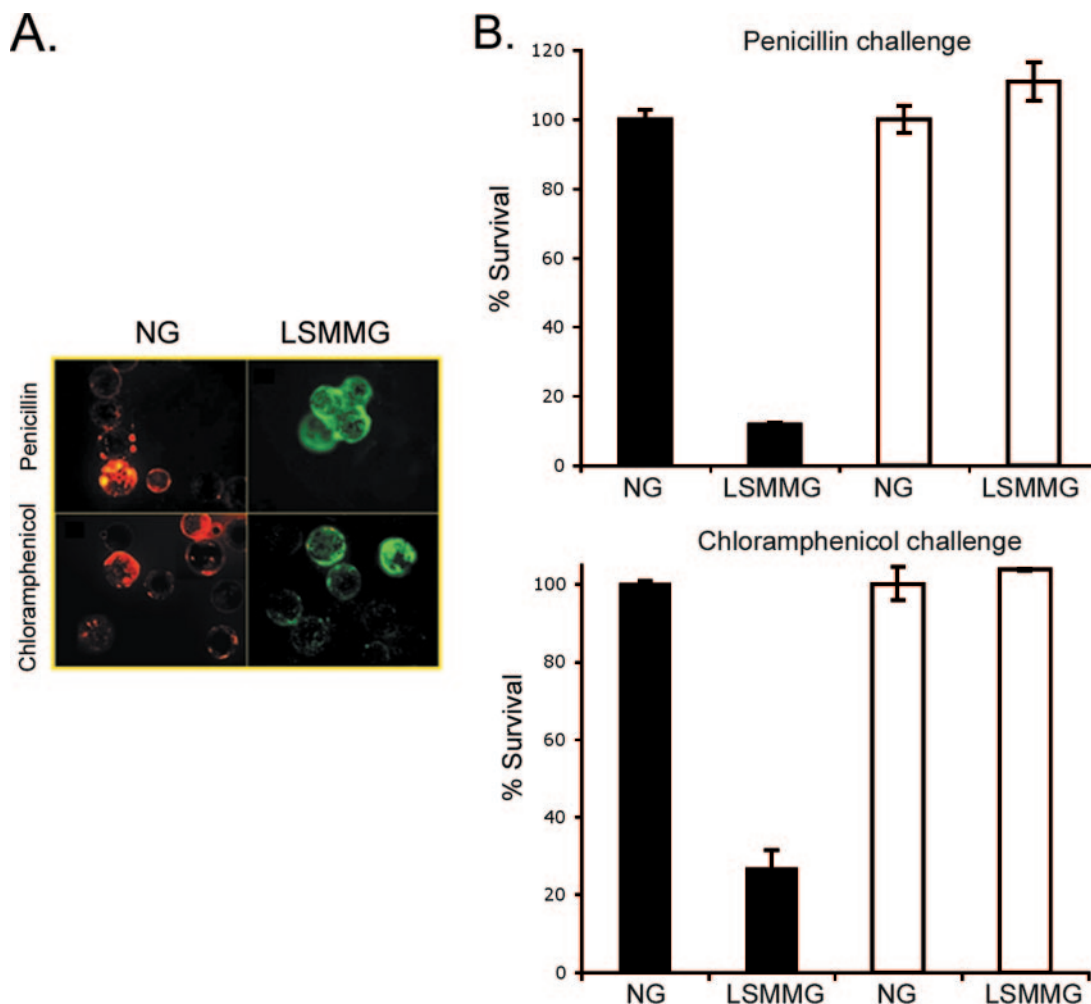 A.
NG LSMMG
Penicillin
Chloramphenicol
B.
Penicillin challenge
% Survival
120
100
80
60
40
20
0
NG LSMMG NG LSMMG
Chloramphenicol challenge
% Survival
100
80
60
40
20
0
NG LSMMG NG LSMMG